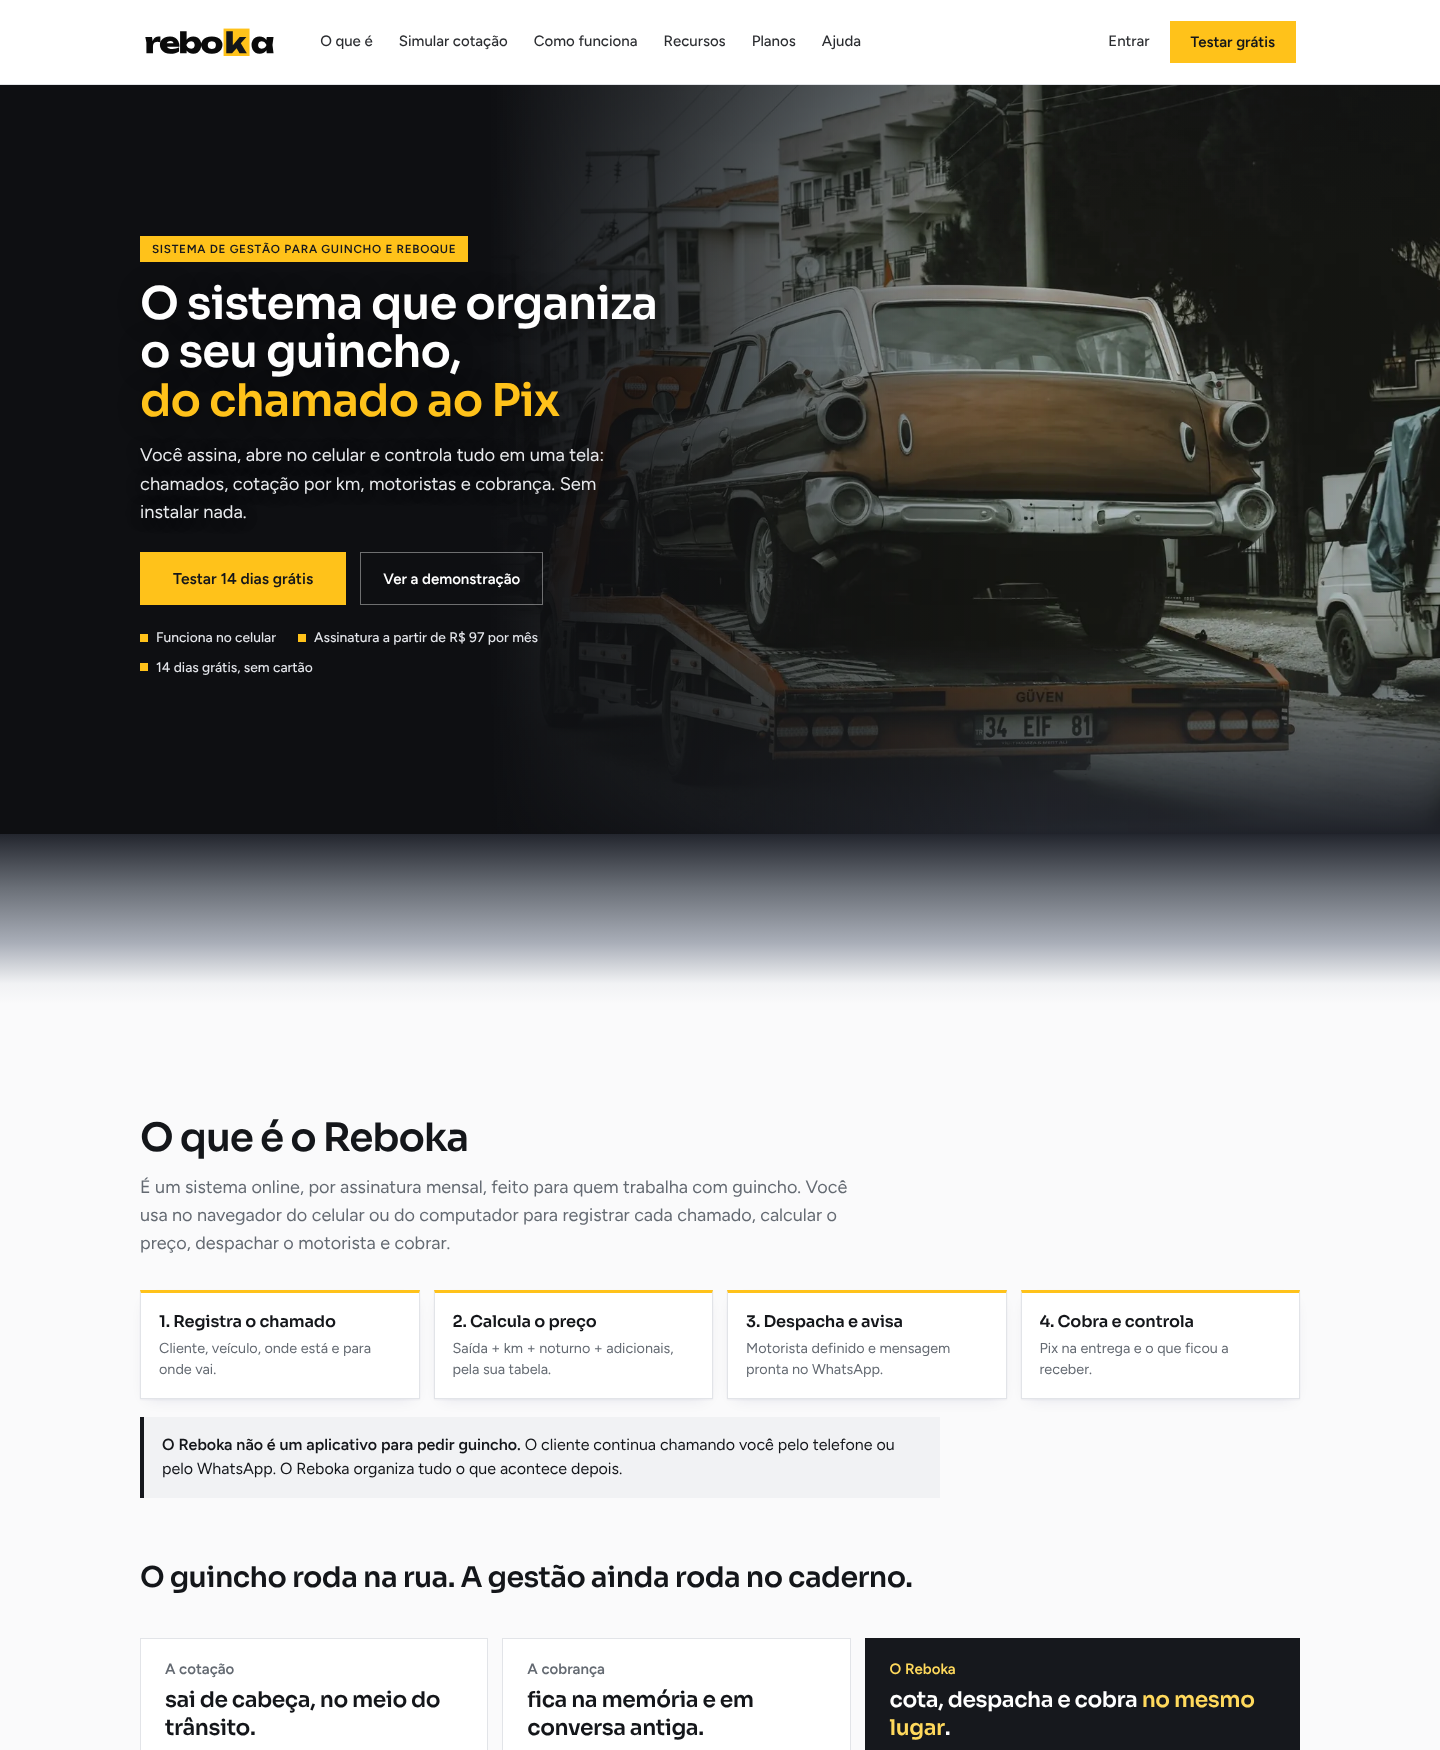 reboka
O que é
Simular cotação
Como funciona
Recursos
Planos
Ajuda
Entrar
Testar grátis
SISTEMA DE GESTÃO PARA GUINCHO E REBOQUE
O sistema que organiza
o seu guincho,
do chamado ao Pix
Você assina, abre no celular e controla tudo em uma tela:
chamados, cotação por km, motoristas e cobrança. Sem
instalar nada.
Testar 14 dias grátis
Ver a demonstração
Funciona no celular
Assinatura a partir de R$ 97 por mês
14 dias grátis, sem cartão
GÜVEN
34 EIF 81
O que é o Reboka
É um sistema online, por assinatura mensal, feito para quem trabalha com guincho. Você
usa no navegador do celular ou do computador para registrar cada chamado, calcular o
preço, despachar o motorista e cobrar.
1. Registra o chamado
Cliente, veículo, onde está e para
onde vai.
2. Calcula o preço
Saída + km + noturno + adicionais,
pela sua tabela.
3. Despacha e avisa
Motorista definido e mensagem
pronta no WhatsApp.
4. Cobra e controla
Pix na entrega e o que ficou a
receber.
O Reboka não é um aplicativo para pedir guincho. O cliente continua chamando você pelo telefone ou
pelo WhatsApp. O Reboka organiza tudo o que acontece depois.
O guincho roda na rua. A gestão ainda roda no caderno.
A cotação
sai de cabeça, no meio do
trânsito.
A cobrança
fica na memória e em
conversa antiga.
O Reboka
cota, despacha e cobra no mesmo
lugar.